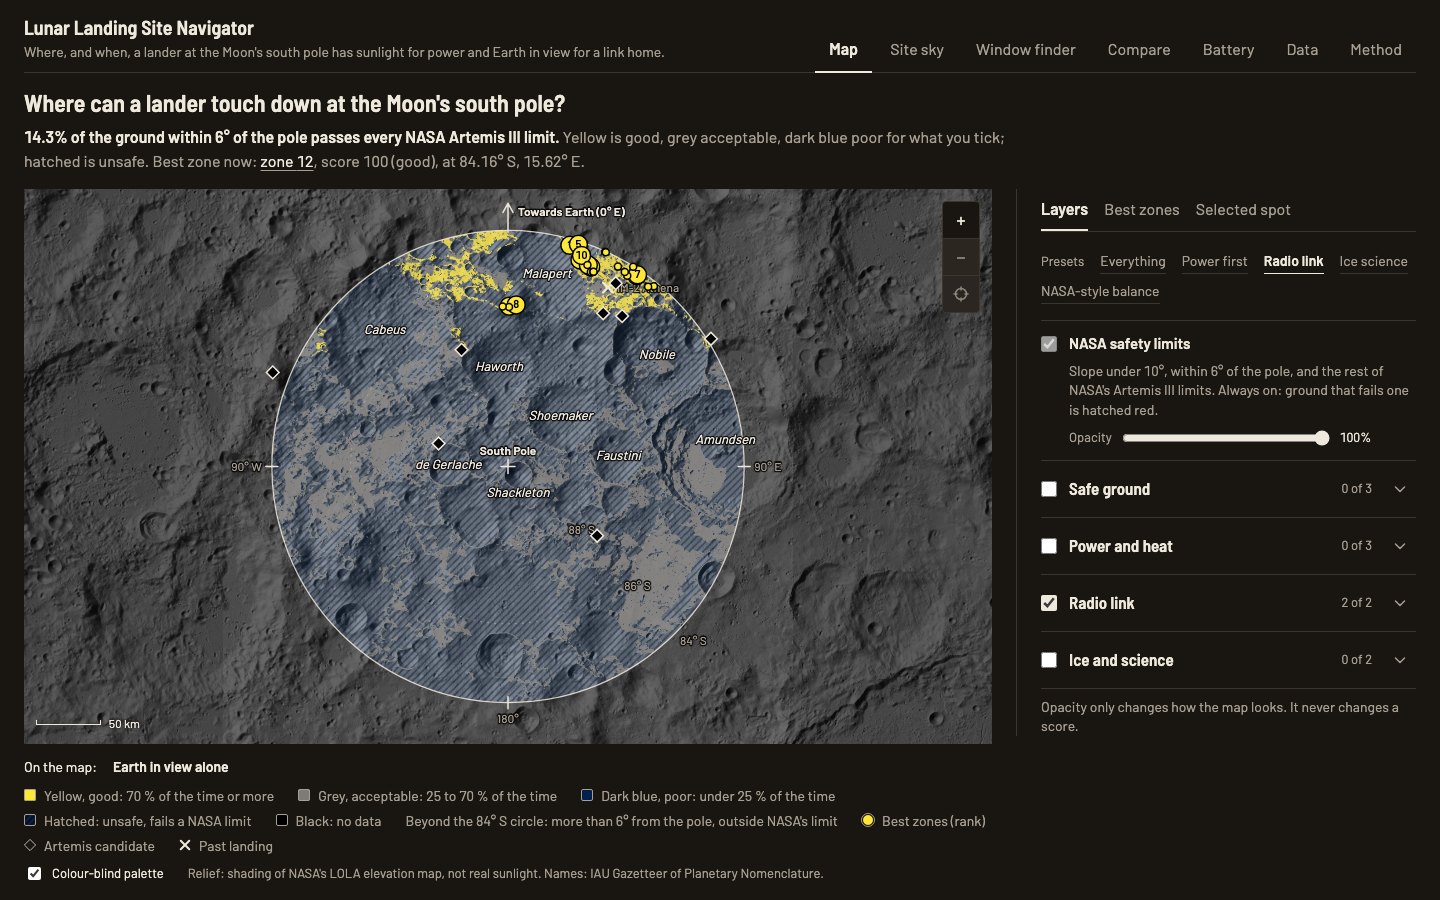 Lunar Landing Site Navigator
Where, and when, a lander at the Moon's south pole has sunlight for power and Earth in view for a link home.
Map Site sky Window finder Compare Battery Data Method
Where can a lander touch down at the Moon's south pole?
14.3% of the ground within 6° of the pole passes every NASA Artemis III limit. Yellow is good, grey acceptable, dark blue poor for what you tick;
hatched is unsafe. Best zone now: zone 12, score 100 (good), at 84.16° S, 15.62° E.
Towards Earth (0° E)
5
10
7
8
Malapert
Cabeus
Haworth
Nobile
Shoemaker
Amundsen
South Pole
de Gerlache
Faustini
90° W
90° E
Shackleton
88° S
86° S
84° S
180°
50 km
+
−
Layers Best zones Selected spot
Presets Everything Power first Radio link Ice science
NASA-style balance
NASA safety limits
Slope under 10°, within 6° of the pole, and the rest of
NASA's Artemis III limits. Always on: ground that fails one
is hatched red.
Opacity 100%
Safe ground 0 of 3
Power and heat 0 of 3
Radio link 2 of 2
Ice and science 0 of 2
Opacity only changes how the map looks. It never changes a
score.
On the map: Earth in view alone
Yellow, good: 70 % of the time or more Grey, acceptable: 25 to 70 % of the time Dark blue, poor: under 25 % of the time
Hatched: unsafe, fails a NASA limit Black: no data Beyond the 84° S circle: more than 6° from the pole, outside NASA's limit Best zones (rank)
Artemis candidate Past landing
Colour-blind palette Relief: shading of NASA's LOLA elevation map, not real sunlight. Names: IAU Gazetteer of Planetary Nomenclature.